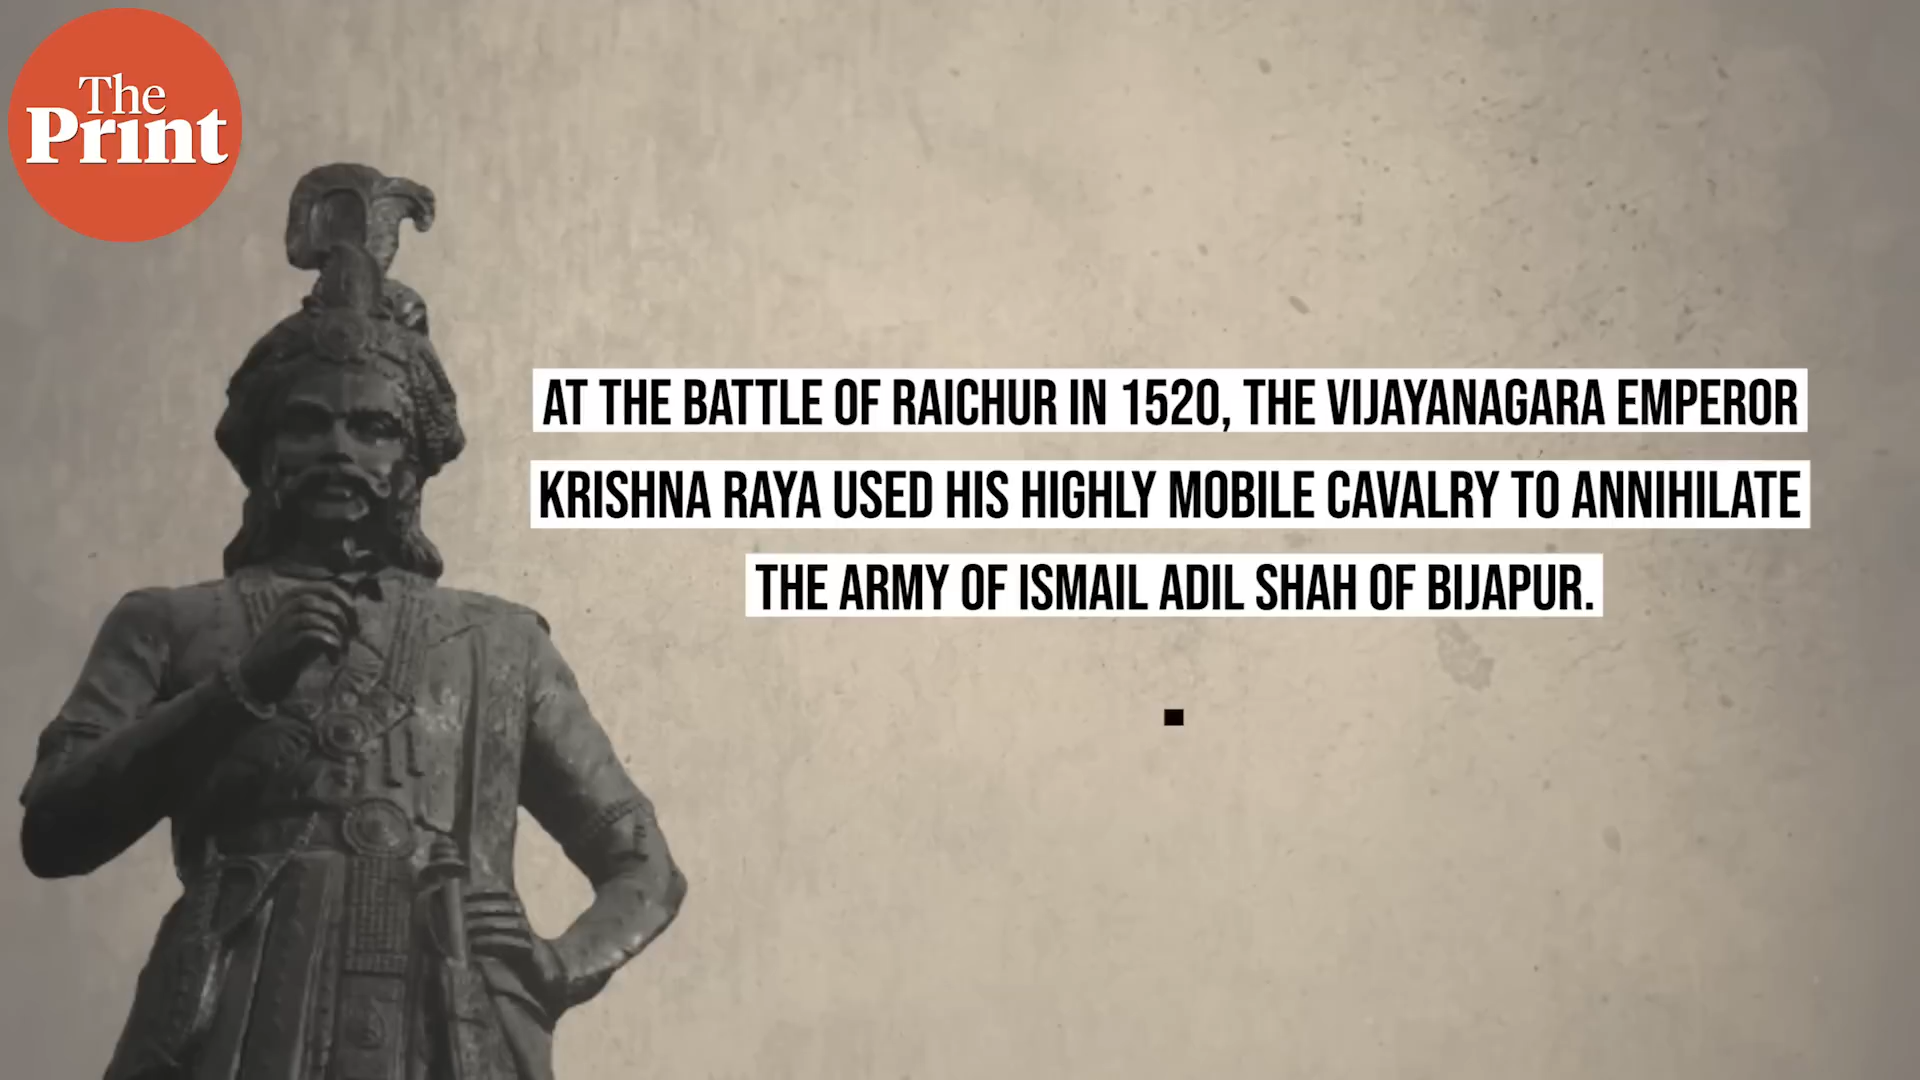 The
Print
AT THE BATTLE OF RAICHUR IN 1520, THE VIJAYANAGARA EMPEROR
KRISHNA RAYA USED HIS HIGHLY MOBILE CAVALRY TO ANNIHILATE
THE ARMY OF ISMAIL ADIL SHAH OF BIJAPUR.